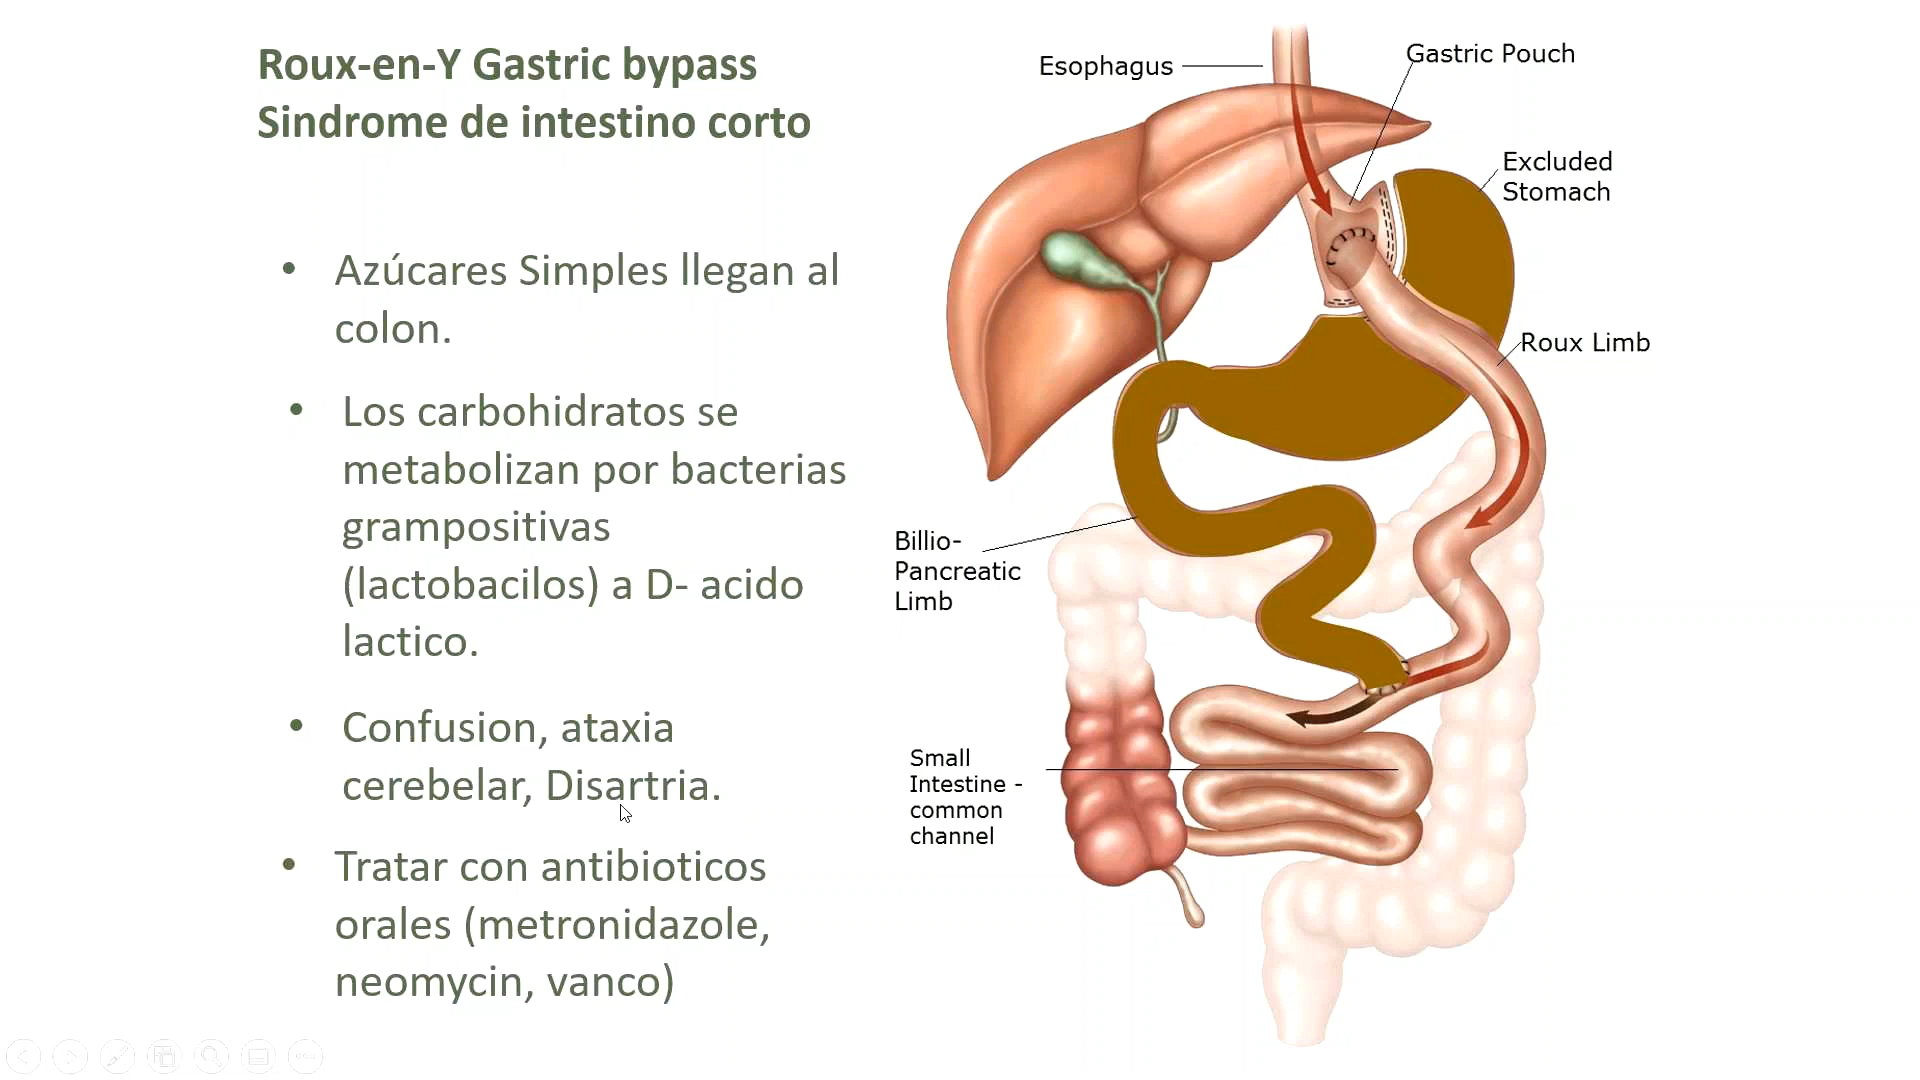 Roux-en-Y Gastric bypass
Sindrome de intestino corto
• Azúcares Simples llegan al
colon.
• Los carbohidratos se
metabolizan por bacterias
grampositivas
(lactobacilos) a D- acido
lactico.
• Confusion, ataxia
cerebelar, Disartria.
• Tratar con antibioticos
orales (metronidazole,
neomycin, vanco)
Esophagus
Gastric Pouch
Excluded
Stomach
Roux Limb
Billio-
Pancreatic
Limb
Small
Intestine -
common
channel